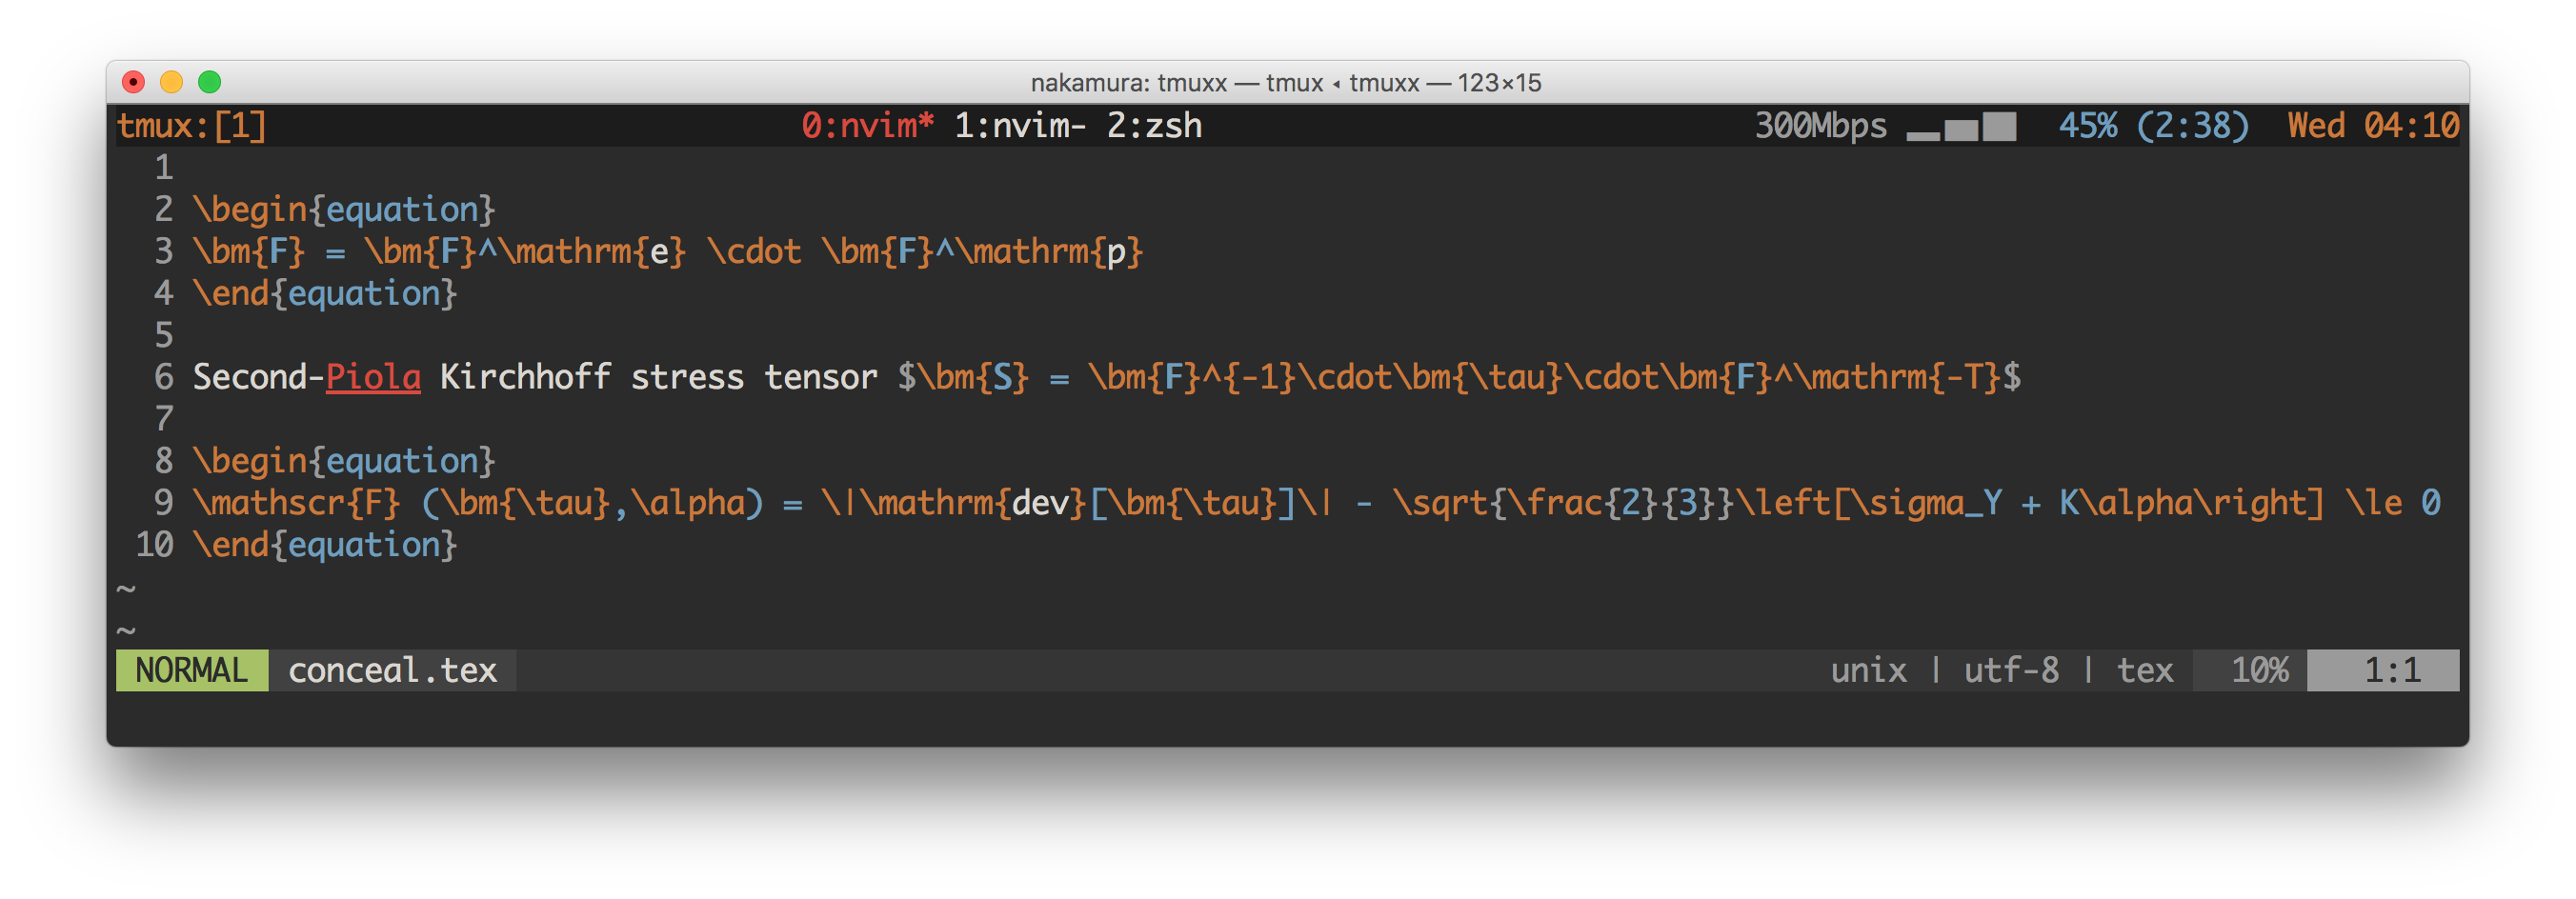 nakamura: tmuxx — tmux ◂ tmuxx — 123×15
tmux:[1] 0:nvim* 1:nvim- 2:zsh 300Mbps ▂▄▆ 45% (2:38) Wed 04:10
1
2 \begin{equation}
3 \bm{F} = \bm{F}^\mathrm{e} \cdot \bm{F}^\mathrm{p}
4 \end{equation}
5
6 Second-Piola Kirchhoff stress tensor $\bm{S} = \bm{F}^{-1}\cdot\bm{\tau}\cdot\bm{F}^\mathrm{-T}$
7
8 \begin{equation}
9 \mathscr{F} (\bm{\tau},\alpha) = \|\mathrm{dev}[\bm{\tau}]\| - \sqrt{\frac{2}{3}}\left[\sigma_Y + K\alpha\right] \le 0
10 \end{equation}
~
~
NORMAL conceal.tex unix | utf-8 | tex 10% 1:1